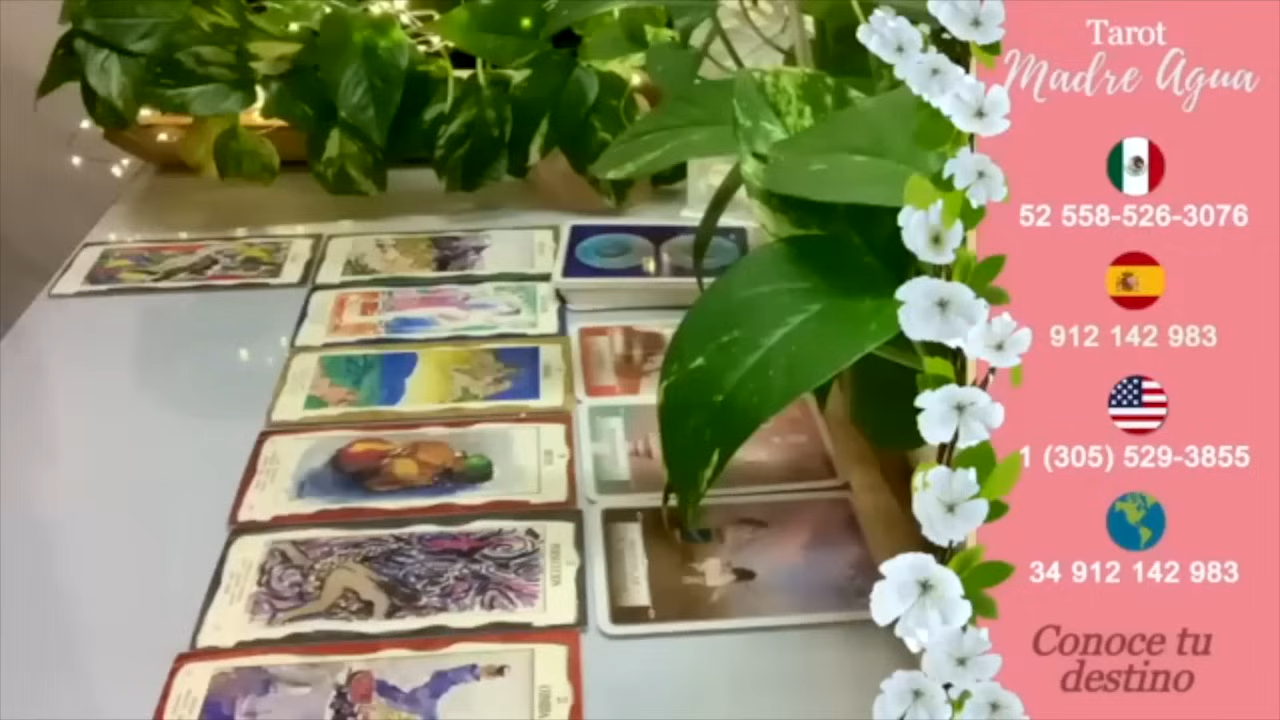 Tarot
Madre Agua
52 558-526-3076
912 142 983
1 (305) 529-3855
34 912 142 983
Conoce tu
destino